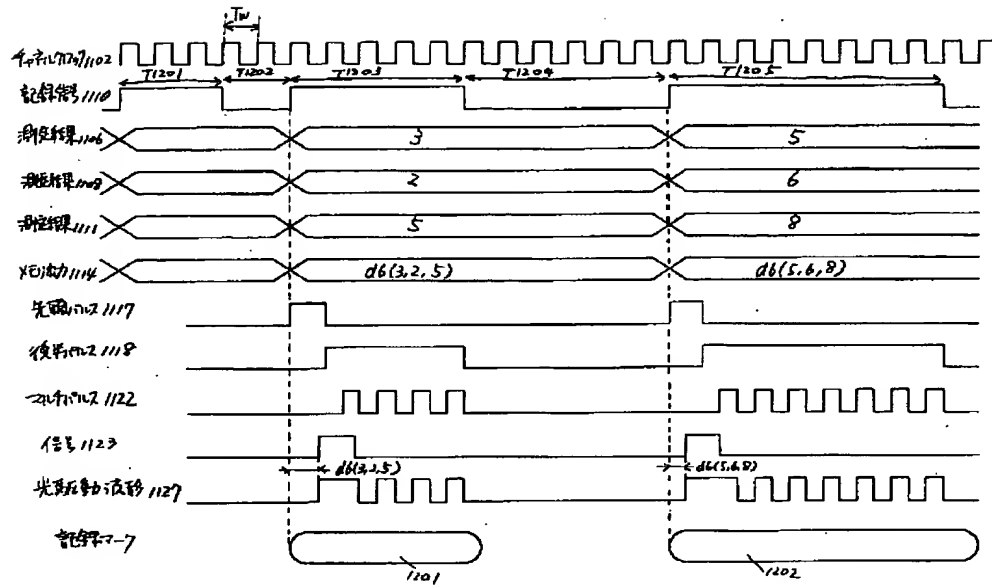 Tw
チャネルクロック1102
T1201 T1202 T1203 T1204 T1205
記録信号1110
測定結果1106 3 5
測定結果1108 2 6
測定結果1111 5 8
メモリ出力1114 d6(3,2,5) d6(5,6,8)
先頭パルス1117
後半パルス1118
マルチパルス1122
信号1123
d6(3,2,5) d6(5,6,8)
光変調駆動波形1127
記録マーク
1201 1202